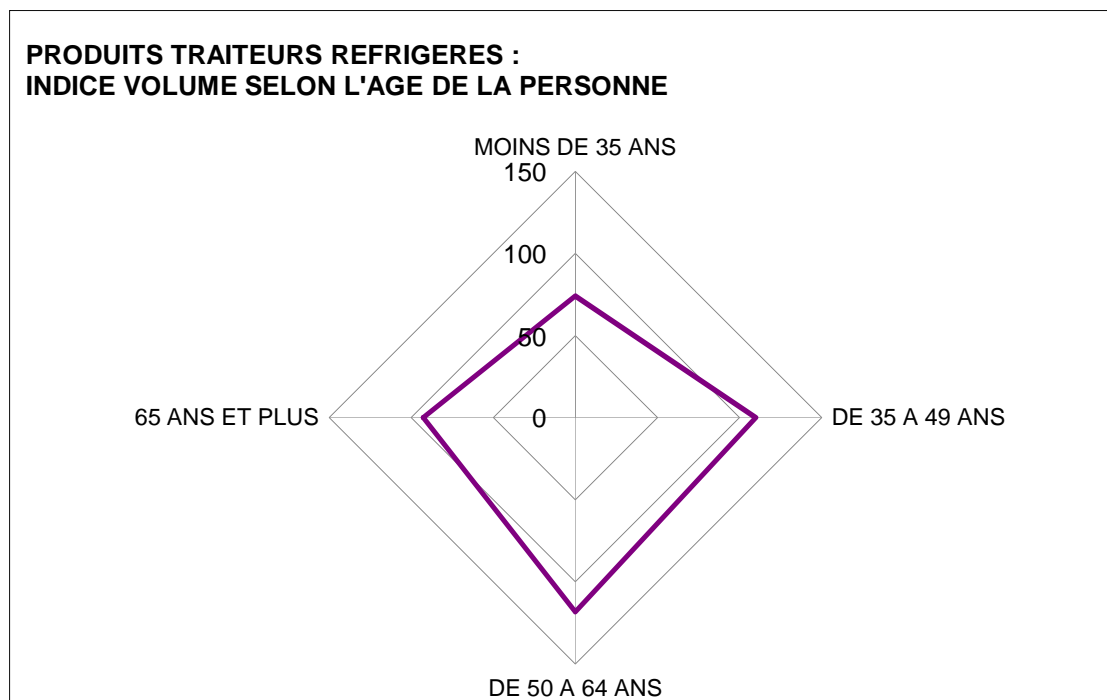 PRODUITS TRAITEURS REFRIGERES :
INDICE VOLUME SELON L'AGE DE LA PERSONNE
MOINS DE 35 ANS
150
100
50
65 ANS ET PLUS
0
DE 35 A 49 ANS
DE 50 A 64 ANS